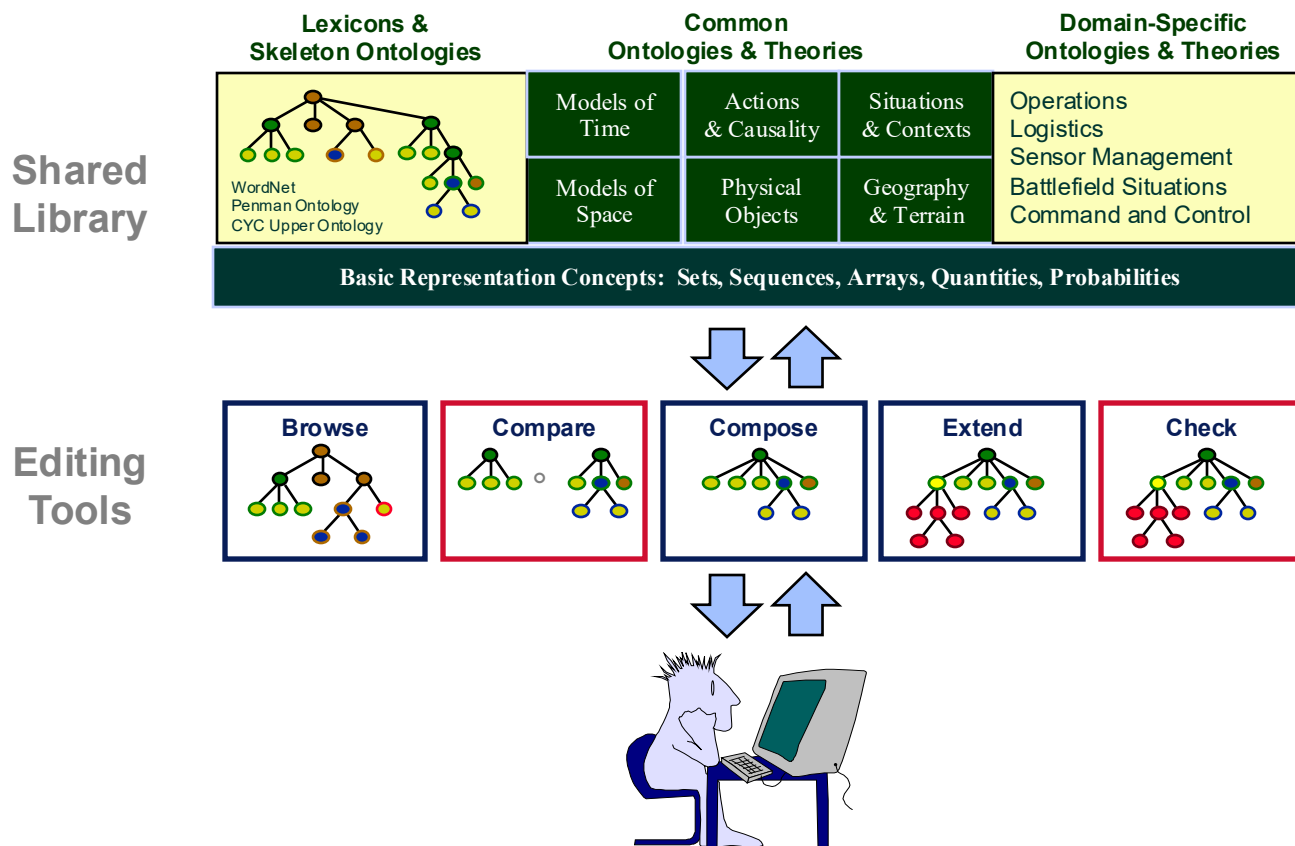 Lexicons &
Skeleton Ontologies
Common
Ontologies & Theories
Domain-Specific
Ontologies & Theories
Shared
Library
WordNet
Penman Ontology
CYC Upper Ontology
Models of
Time
Actions
& Causality
Situations
& Contexts
Models of
Space
Physical
Objects
Geography
& Terrain
Operations
Logistics
Sensor Management
Battlefield Situations
Command and Control
Basic Representation Concepts: Sets, Sequences, Arrays, Quantities, Probabilities
Editing
Tools
Browse
Compare
Compose
Extend
Check